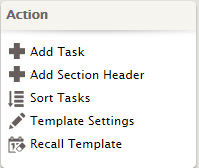 Action
Add Task
Add Section Header
Sort Tasks
Template Settings
Recall Template